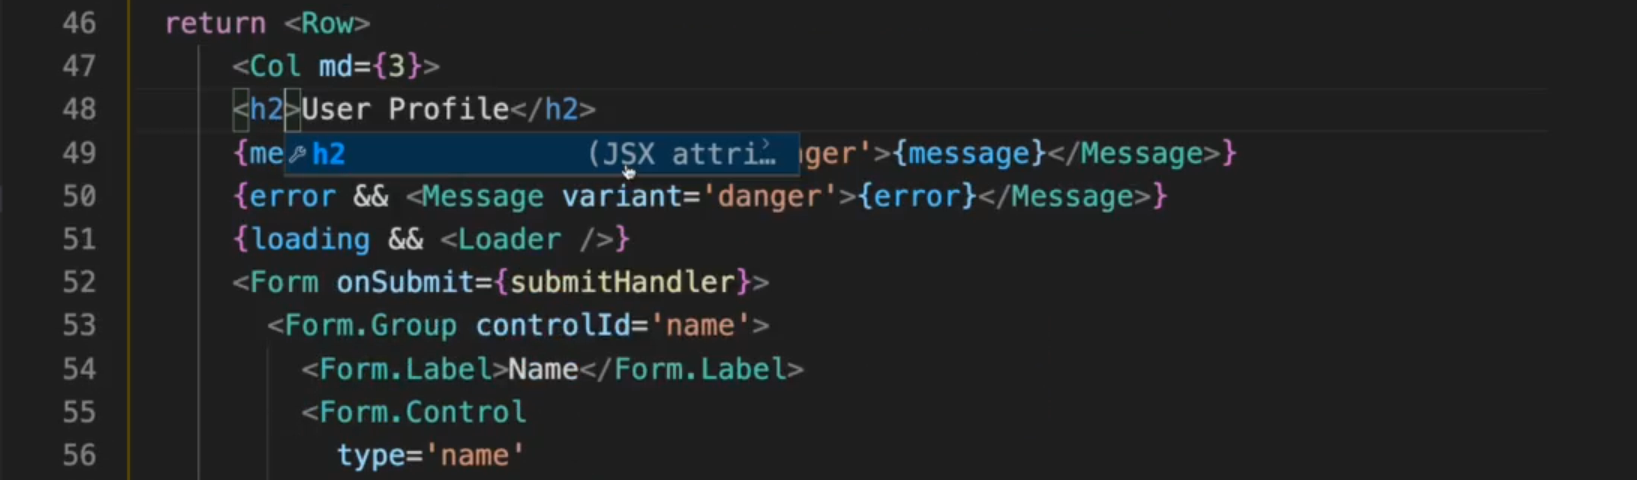 46 return <Row>
47 <Col md={3}>
48 <h2>User Profile</h2>
49 {me h2 (JSX attri… ger'>{message}</Message>}
50 {error && <Message variant='danger'>{error}</Message>}
51 {loading && <Loader />}
52 <Form onSubmit={submitHandler}>
53 <Form.Group controlId='name'>
54 <Form.Label>Name</Form.Label>
55 <Form.Control
56 type='name'